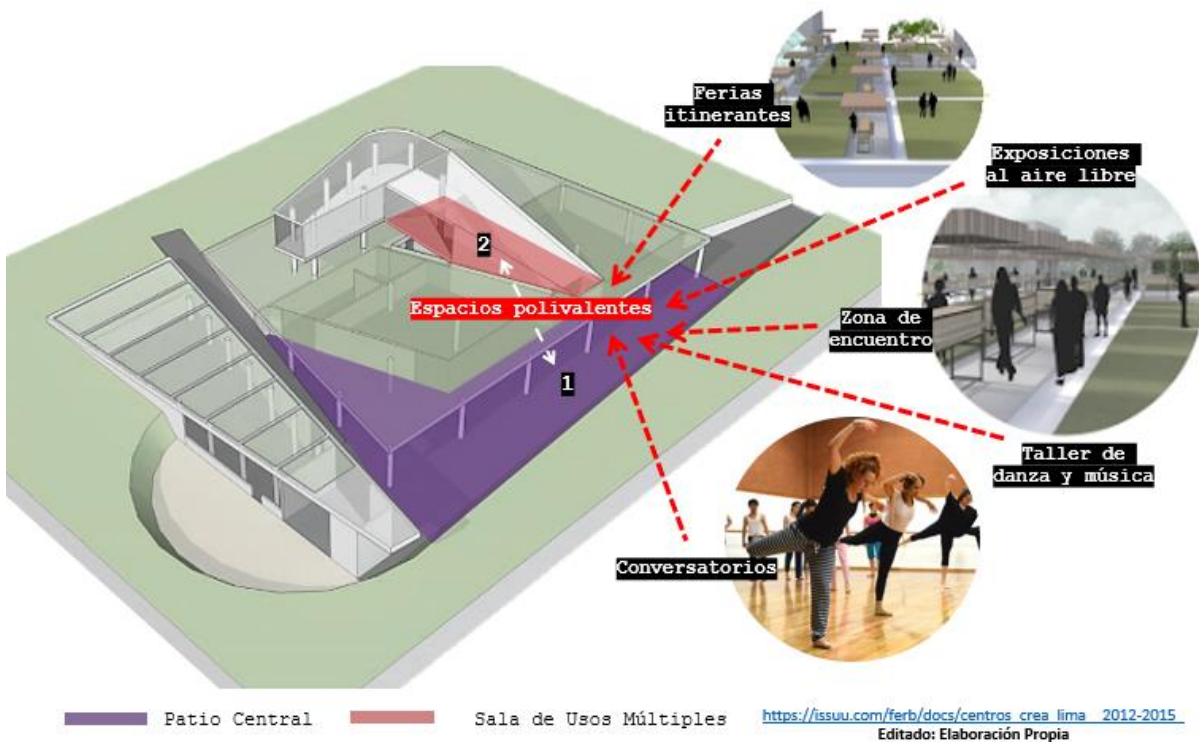 Ferias
itinerantes
Exposiciones
al aire libre
2
Espacios polivalentes
Zona de
encuentro
1
Taller de
danza y música
Conversatorios
Patio Central
Sala de Usos Múltiples
https://issuu.com/ferb/docs/centros_crea_lima__2012-2015
Editado: Elaboración Propia